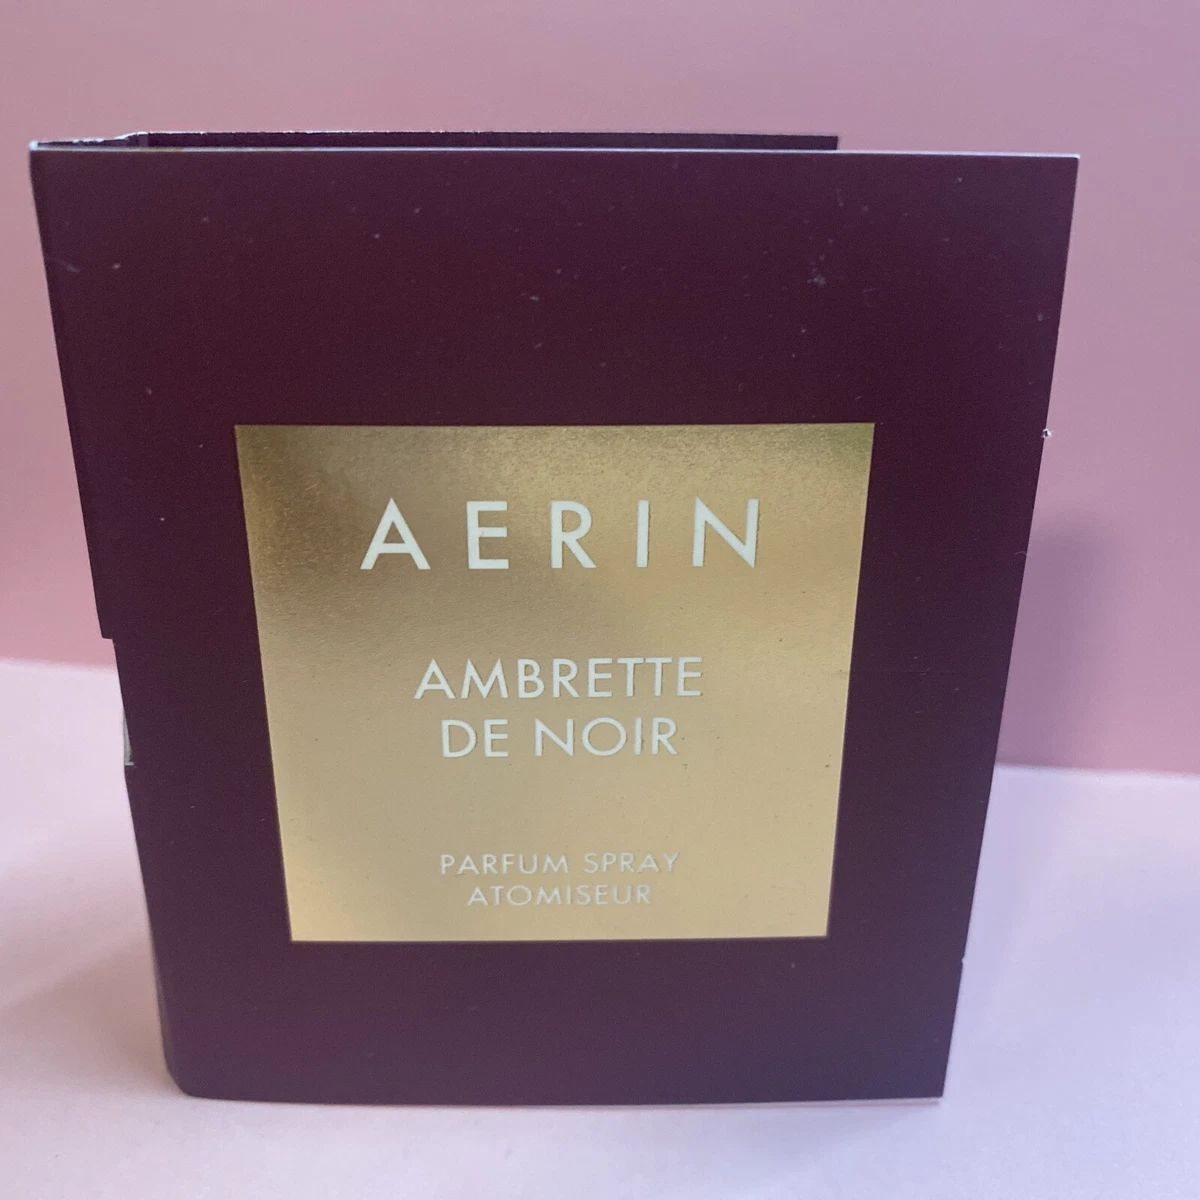 AERIN
AMBRETTE
DE NOIR
PARFUM SPRAY
ATOMISEUR